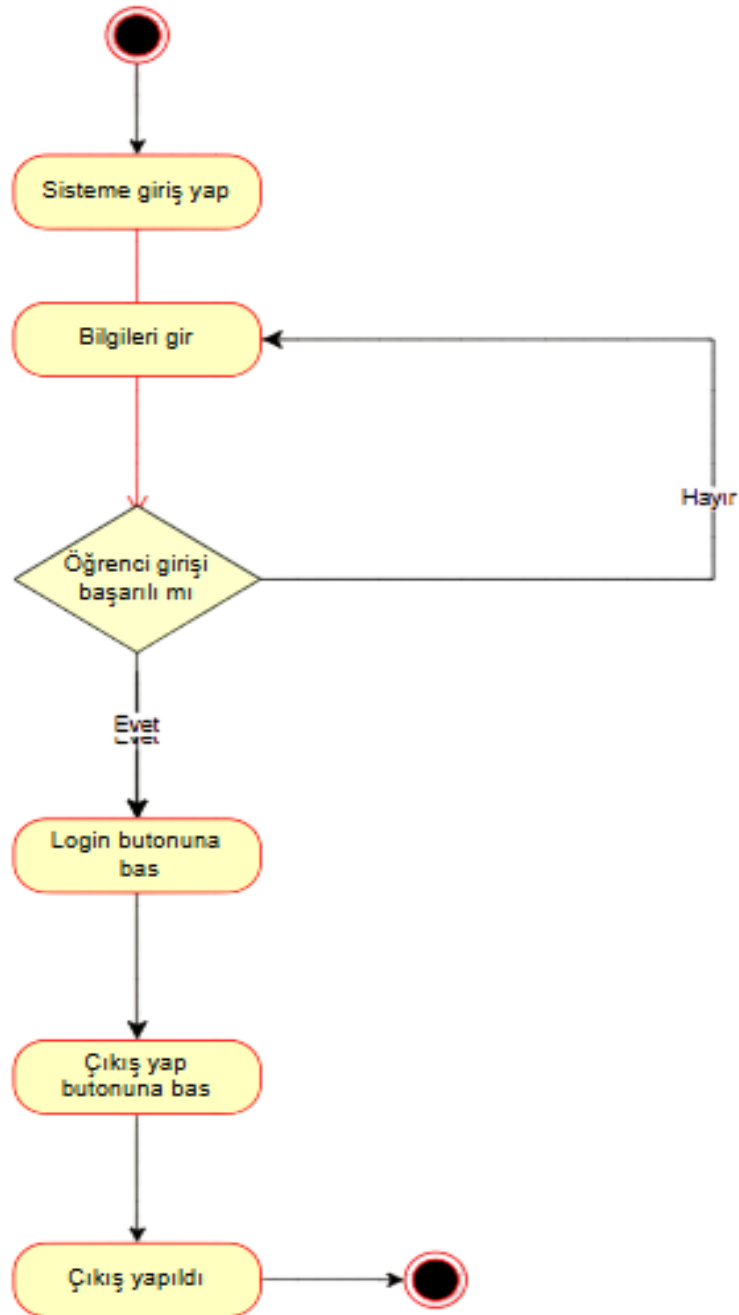 Sisteme giriş yap
Bilgileri gir
Hayır
Öğrenci girişi
başarılı mı
Evet
Login butonuna
bas
Çıkış yap
butonuna bas
Çıkış yapıldı